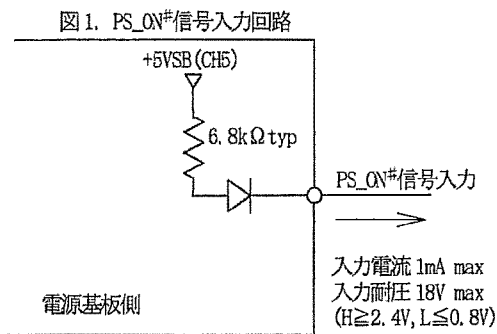 図1. PS_ON#信号入力回路
+5VSB(CH5)
6.8kΩtyp
PS_ON#信号入力
入力電流 1mA max
入力耐圧 18V max
(H≧2.4V, L≦0.8V)
電源基板側